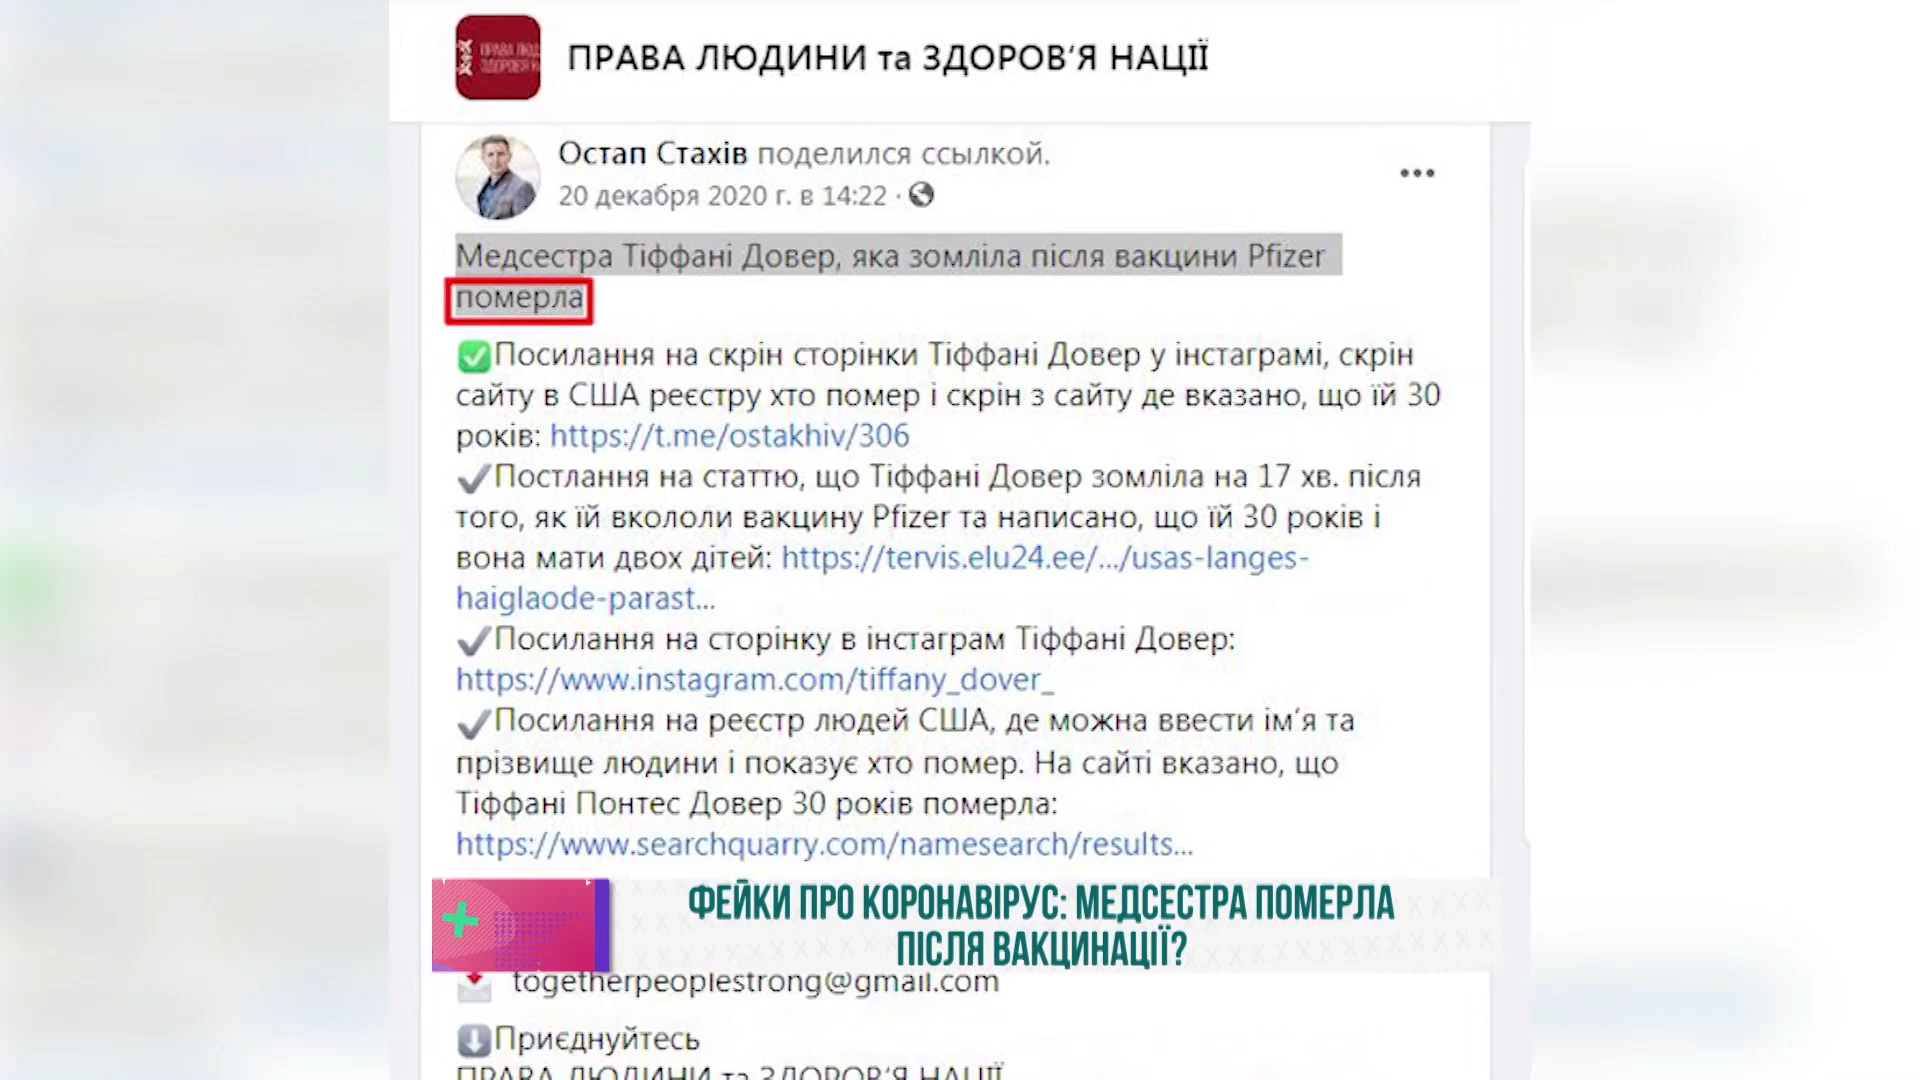 ПРАВА ЛЮДИНИ та ЗДОРОВ'Я НАЦІЇ
Остап Стахів поделился ссылкой.
20 декабря 2020 г. в 14:22 ·
Медсестра Тіффані Довер, яка зомліла після вакцини Pfizer
померла
✅Посилання на скрін сторінки Тіффані Довер у інстаграмі, скрін
сайту в США реєстру хто помер і скрін з сайту де вказано, що їй 30
років: https://t.me/ostakhiv/306
✔Постлання на статтю, що Тіффані Довер зомліла на 17 хв. після
того, як їй вкололи вакцину Pfizer та написано, що їй 30 років і
вона мати двох дітей: https://tervis.elu24.ee/.../usas-langes-
haiglaode-parast...
✔Посилання на сторінку в інстаграм Тіффані Довер:
https://www.instagram.com/tiffany_dover_
✔Посилання на реєстр людей США, де можна ввести ім'я та
прізвище людини і показує хто помер. На сайті вказано, що
Тіффані Понтес Довер 30 років померла:
https://www.searchquarry.com/namesearch/results...
ФЕЙКИ ПРО КОРОНАВІРУС: МЕДСЕСТРА ПОМЕРЛА
ПІСЛЯ ВАКЦИНАЦІЇ?
togetherpeoplestrong@gmail.com
Приєднуйтесь
ПРАВА ЛЮДИНИ та ЗДОРОВ'Я НАЦІЇ